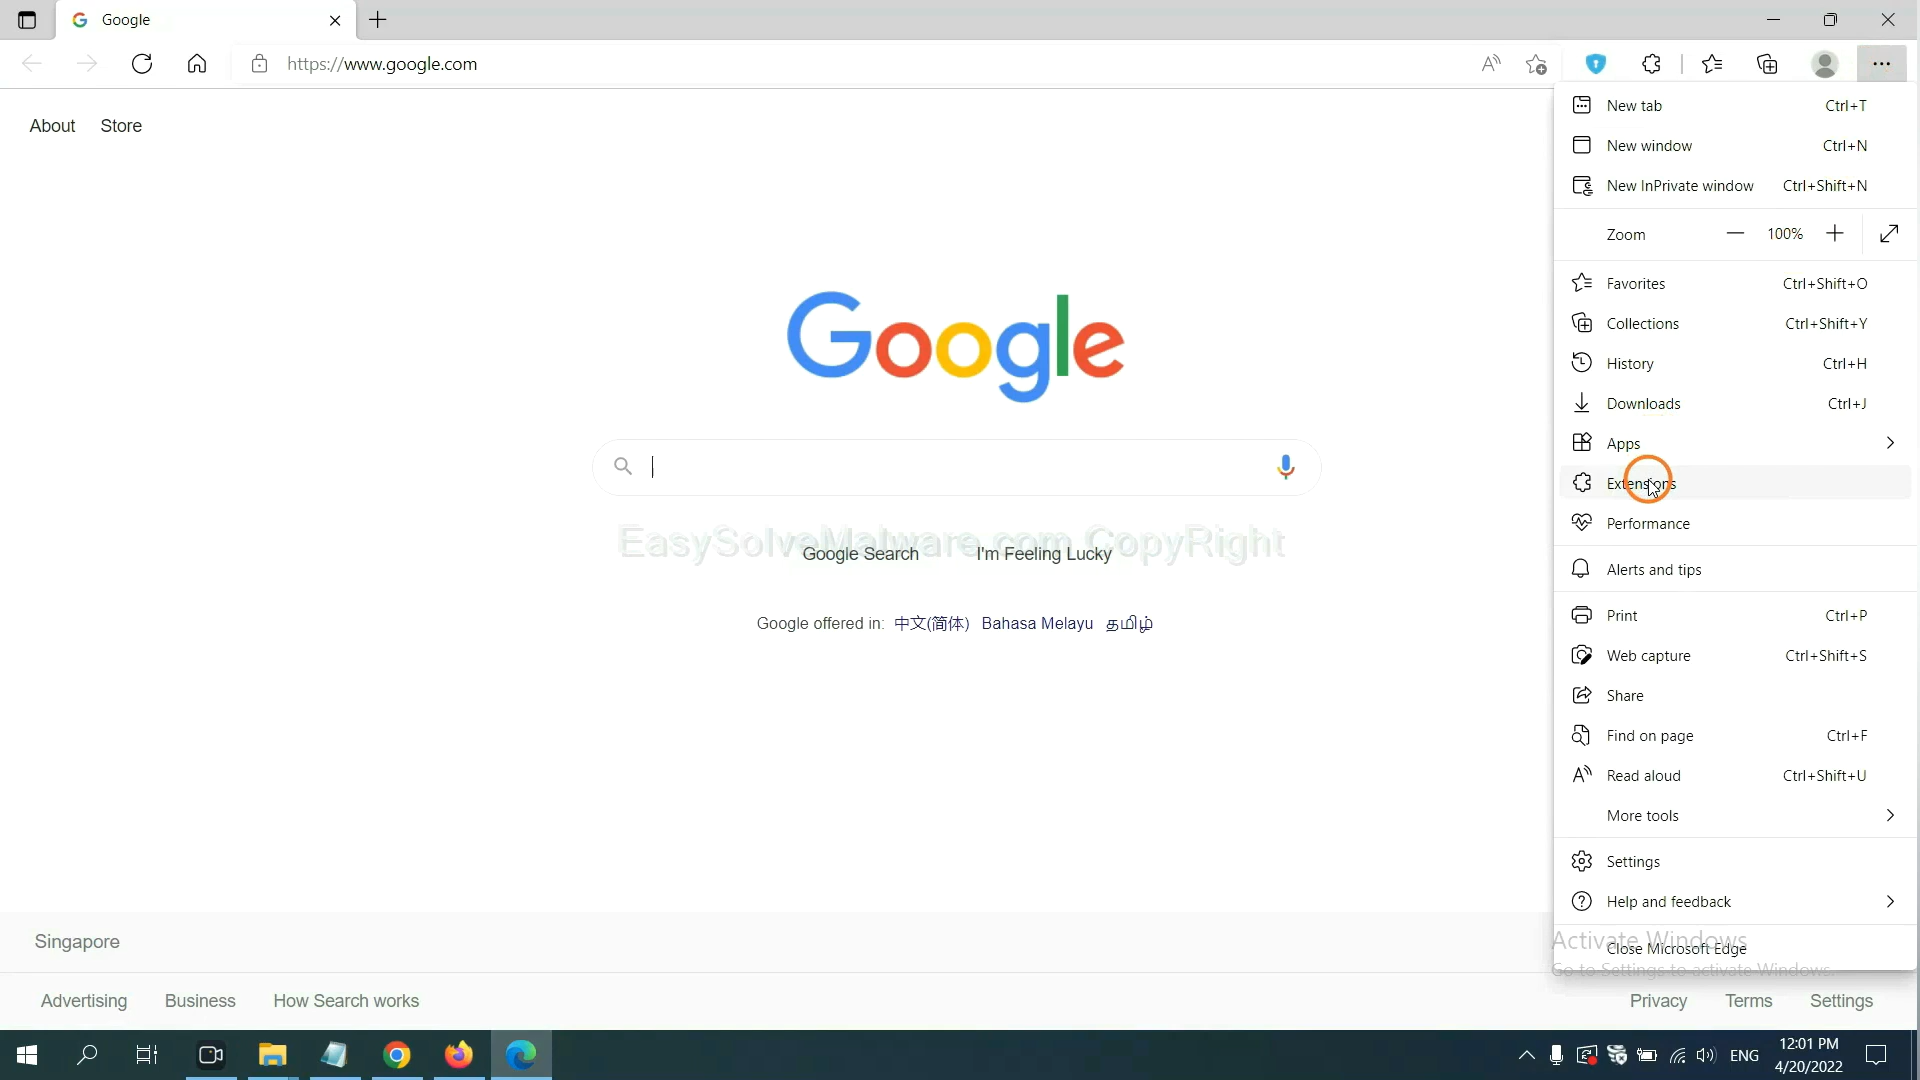 Google
https://www.google.com
About Store
New tab Ctrl+T
New window Ctrl+N
New InPrivate window Ctrl+Shift+N
Zoom 100%
Favorites Ctrl+Shift+O
Collections Ctrl+Shift+Y
History Ctrl+H
Downloads Ctrl+J
Apps
Extensions
Performance
Alerts and tips
Print Ctrl+P
Web capture Ctrl+Shift+S
Share
Find on page Ctrl+F
Read aloud Ctrl+Shift+U
More tools
Settings
Help and feedback
Close Microsoft Edge
Google
EasySolveMalware.com CopyRight
Google Search I'm Feeling Lucky
Google offered in: 中文(简体) Bahasa Melayu தமிழ்
Activate Windows
Go to Settings to activate Windows.
Singapore
Advertising Business How Search works Privacy Terms Settings
ENG
12:01 PM
4/20/2022